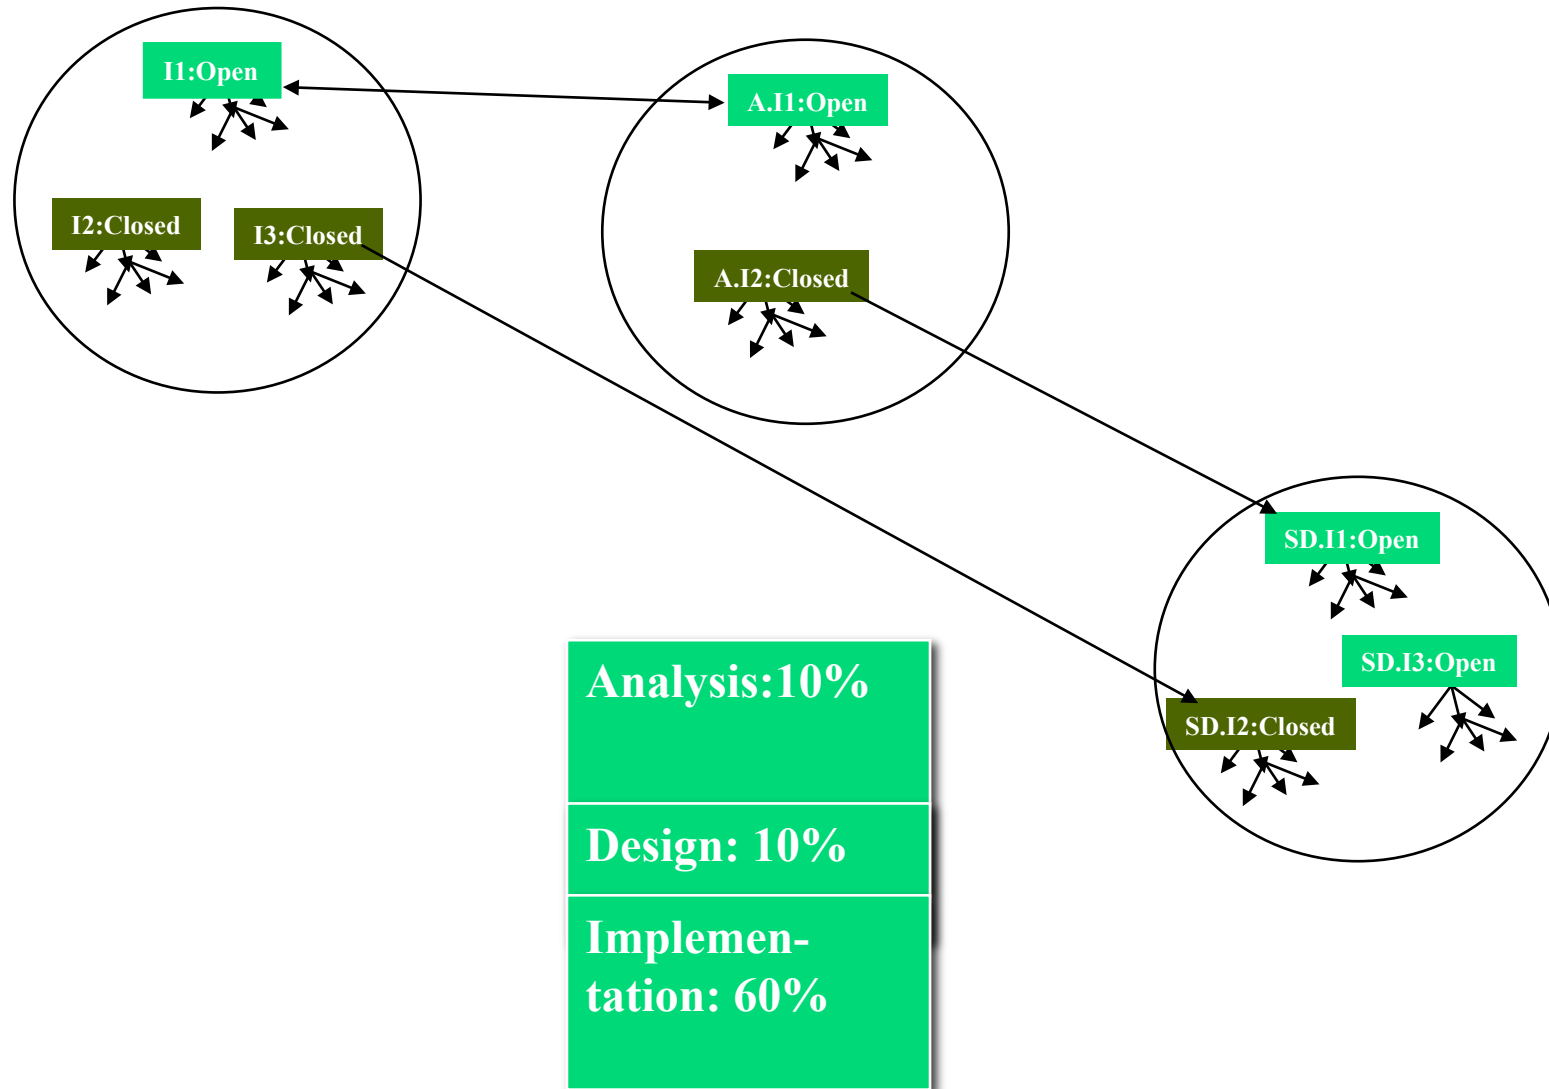 I1:Open
A.I1:Open
I2:Closed
I3:Closed
A.I2:Closed
SD.I1:Open
SD.I3:Open
SD.I2:Closed
Analysis:10%
Design: 10%
Implemen-
tation: 60%